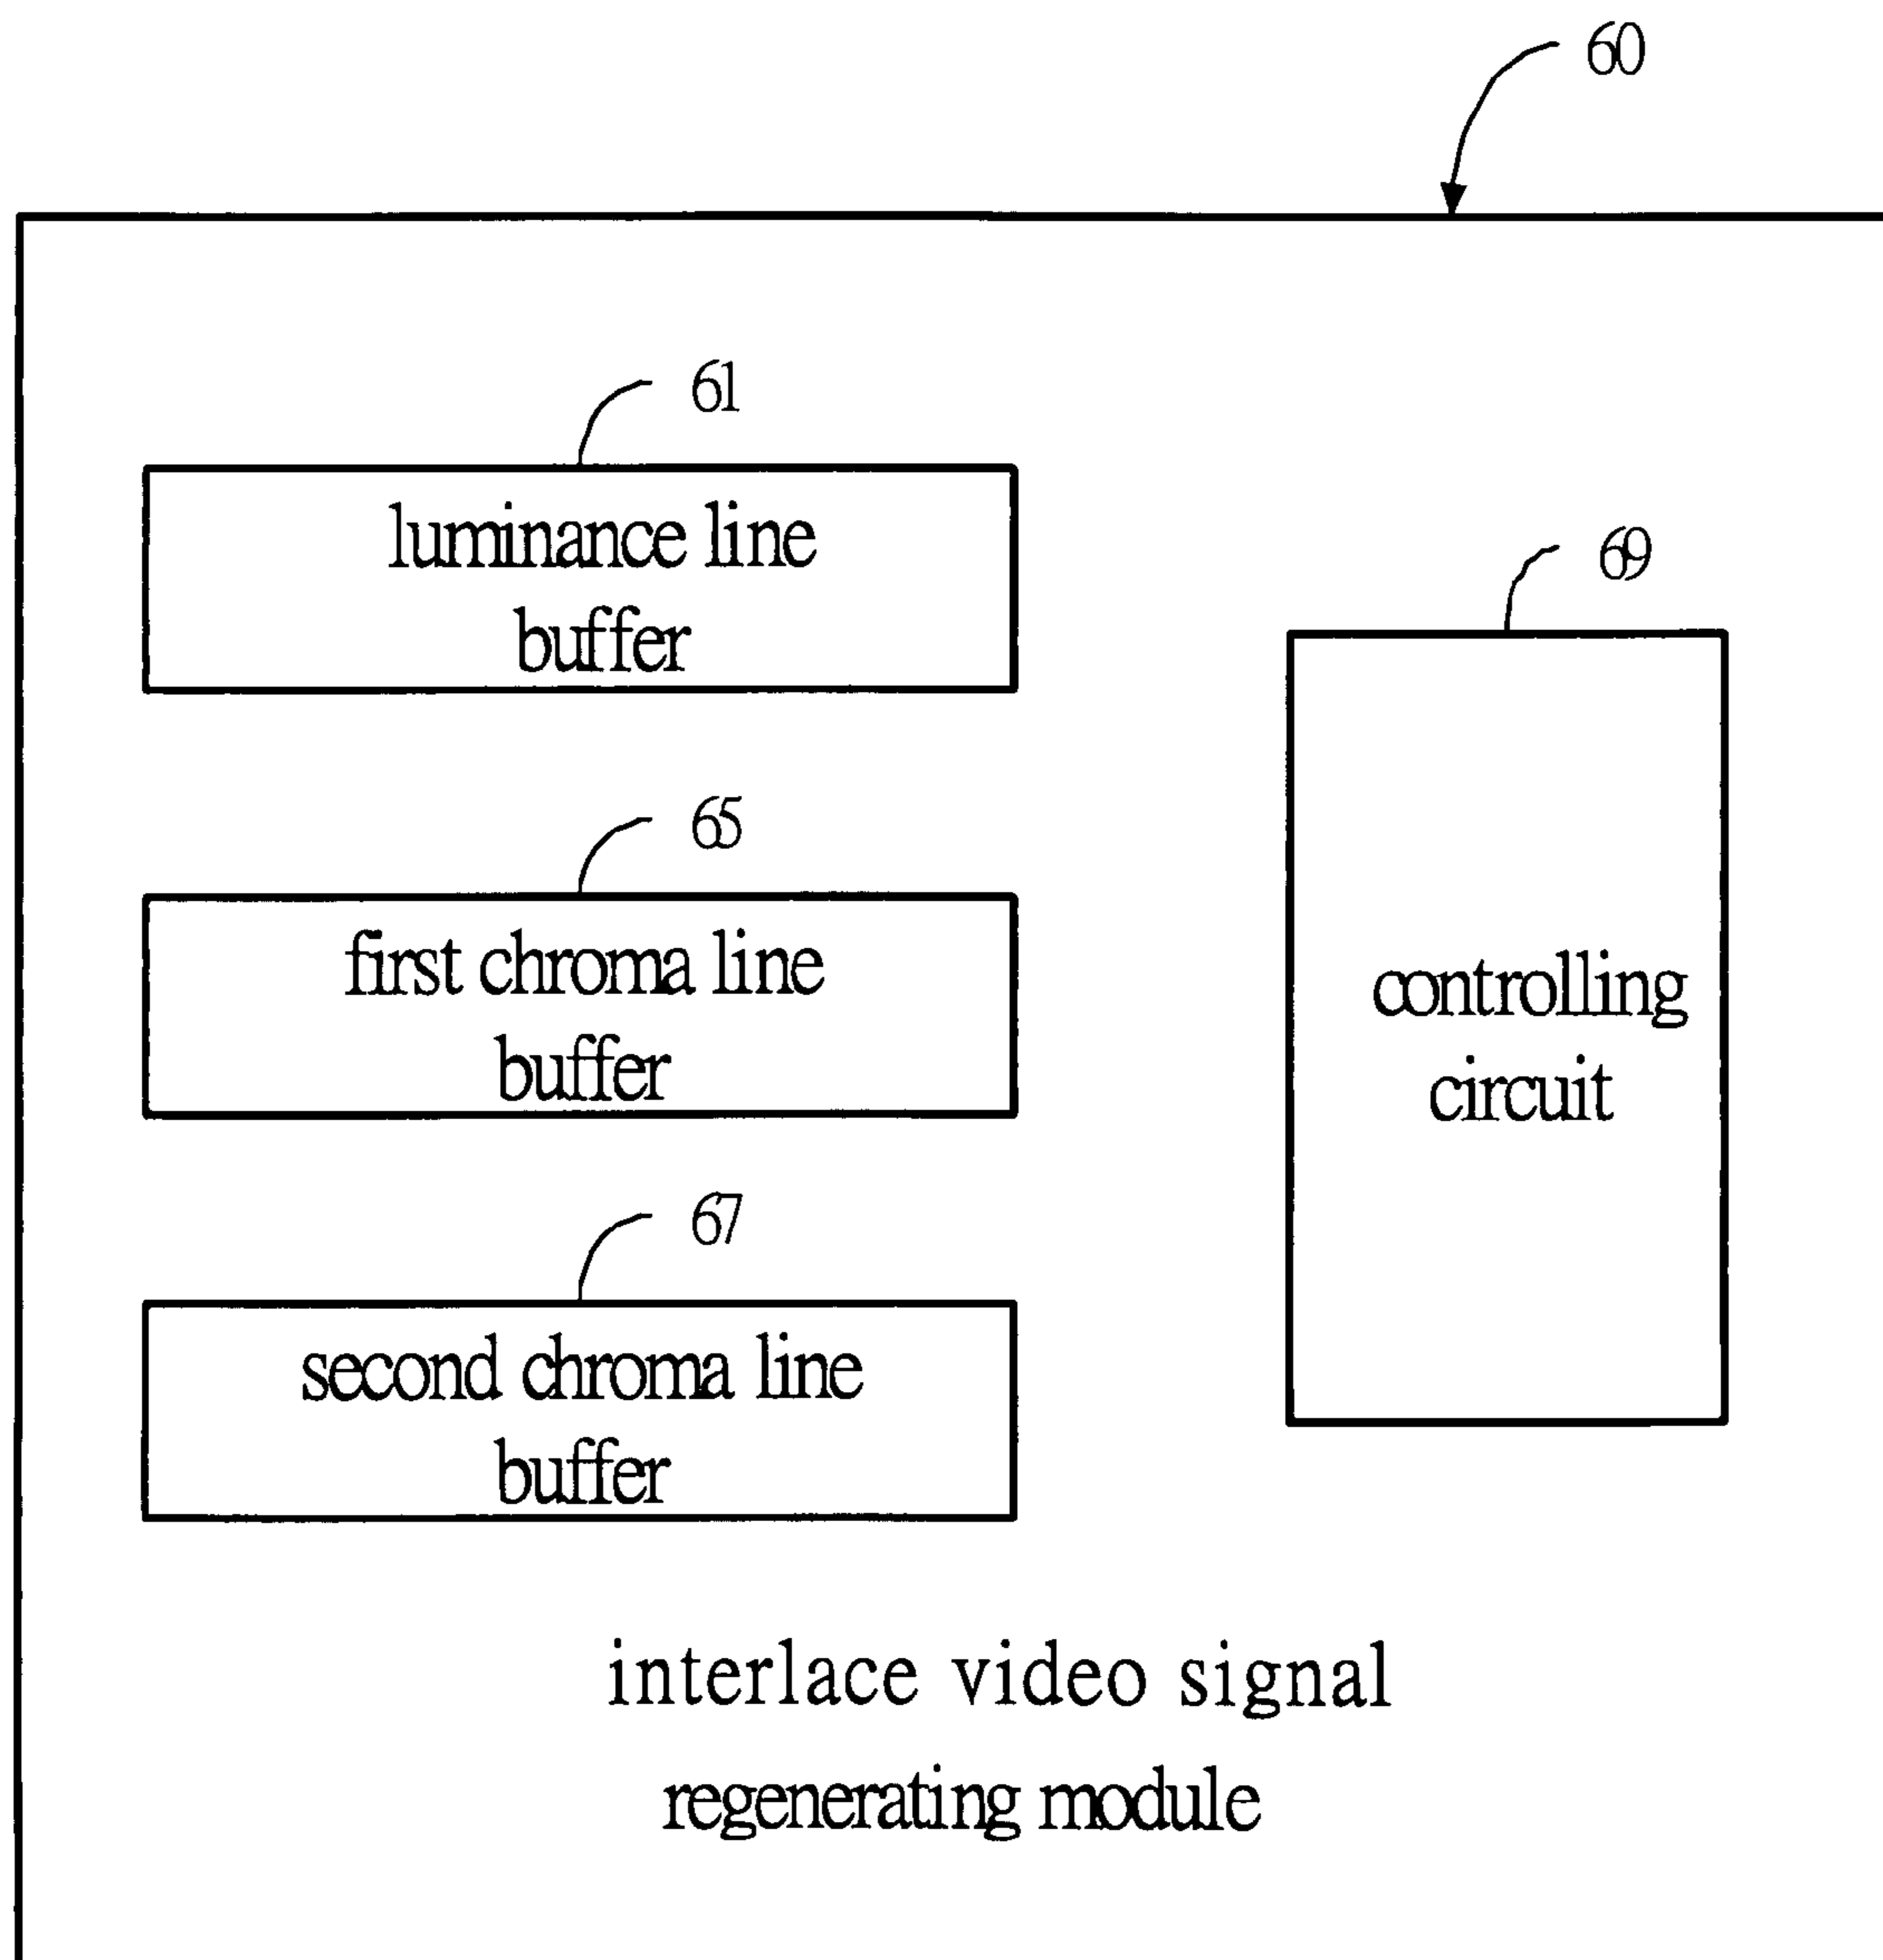 60
61
luminance line
buffer
69
65
first chroma line
buffer
controlling
circuit
67
second chroma line
buffer
interlace video signal
regenerating module